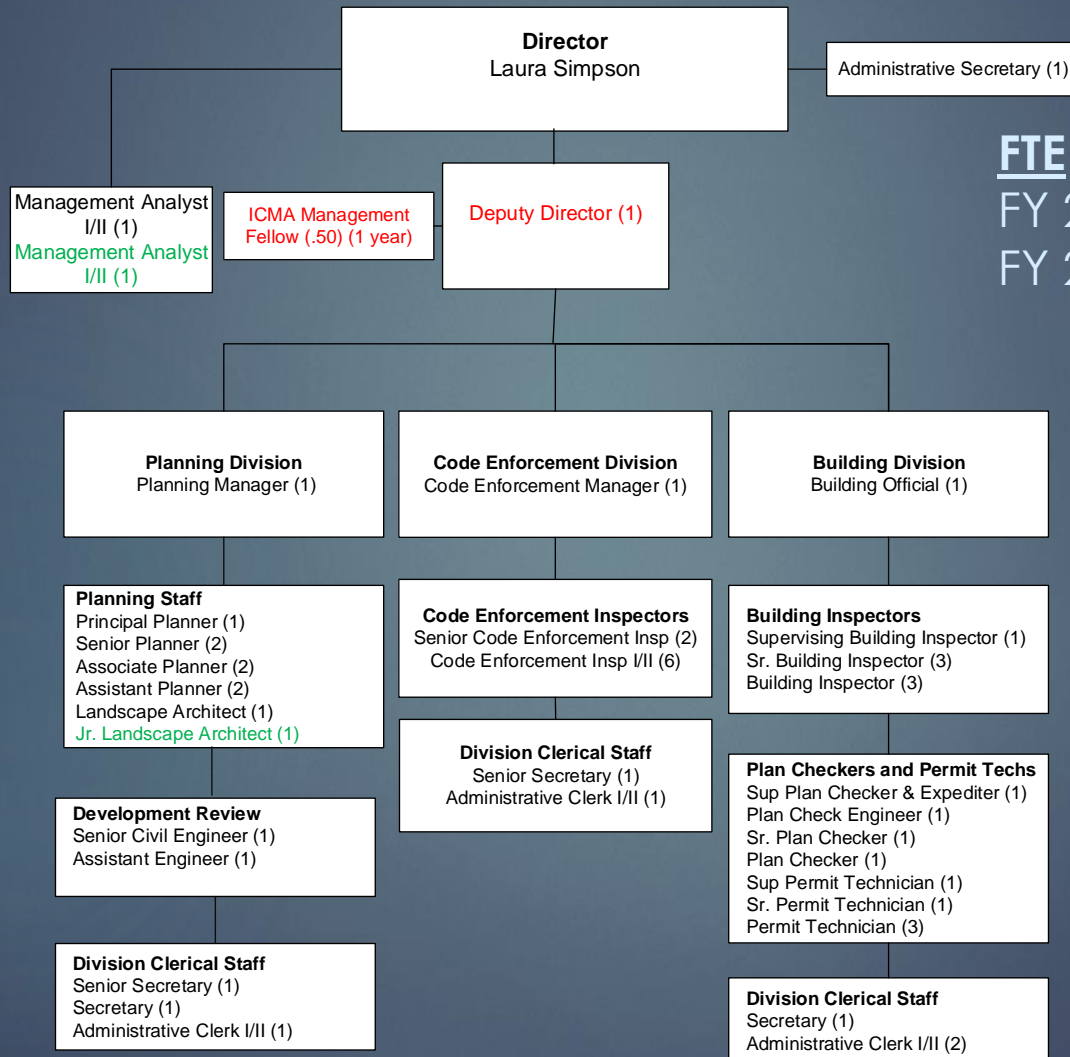 Director
Laura Simpson
Administrative Secretary (1)
FTE
FY 2
FY 2
Management Analyst
I/II (1)
Management Analyst
I/II (1)
ICMA Management
Fellow (.50) (1 year)
Deputy Director (1)
Planning Division
Planning Manager (1)
Code Enforcement Division
Code Enforcement Manager (1)
Building Division
Building Official (1)
Planning Staff
Principal Planner (1)
Senior Planner (2)
Associate Planner (2)
Assistant Planner (2)
Landscape Architect (1)
Jr. Landscape Architect (1)
Code Enforcement Inspectors
Senior Code Enforcement Insp (2)
Code Enforcement Insp I/II (6)
Building Inspectors
Supervising Building Inspector (1)
Sr. Building Inspector (3)
Building Inspector (3)
Development Review
Senior Civil Engineer (1)
Assistant Engineer (1)
Division Clerical Staff
Senior Secretary (1)
Administrative Clerk I/II (1)
Plan Checkers and Permit Techs
Sup Plan Checker & Expediter (1)
Plan Check Engineer (1)
Sr. Plan Checker (1)
Plan Checker (1)
Sup Permit Technician (1)
Sr. Permit Technician (1)
Permit Technician (3)
Division Clerical Staff
Senior Secretary (1)
Secretary (1)
Administrative Clerk I/II (1)
Division Clerical Staff
Secretary (1)
Administrative Clerk I/II (2)